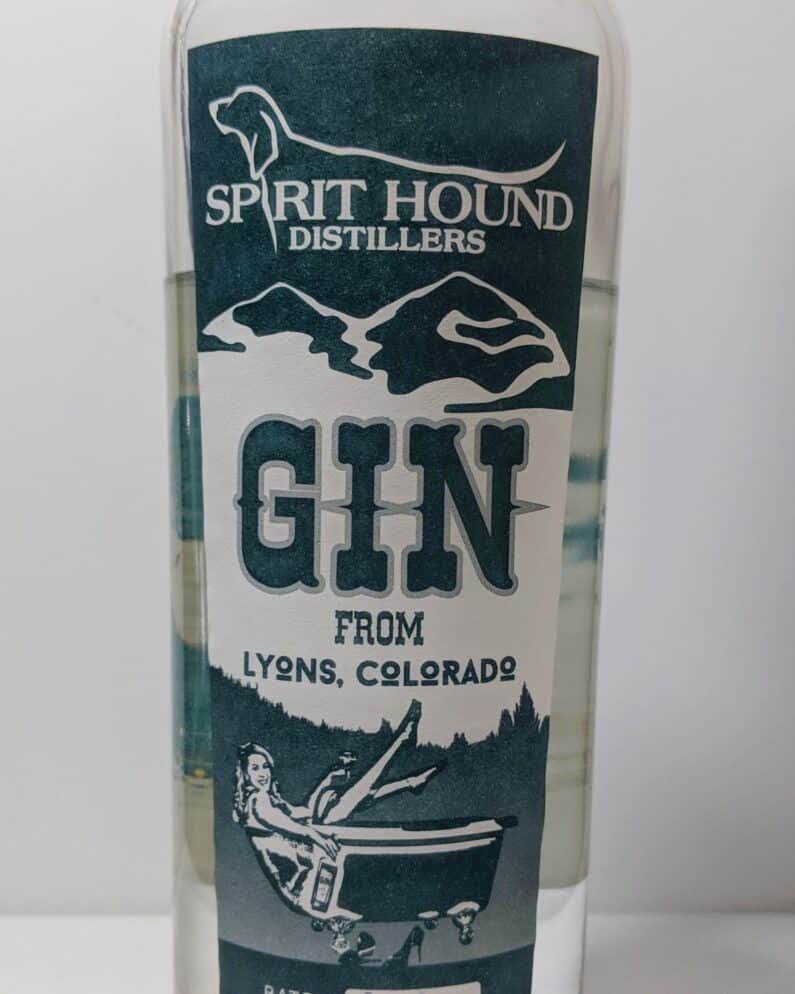 SPIRIT HOUND
DISTILLERS
GIN
FROM
LYONS, COLORADO